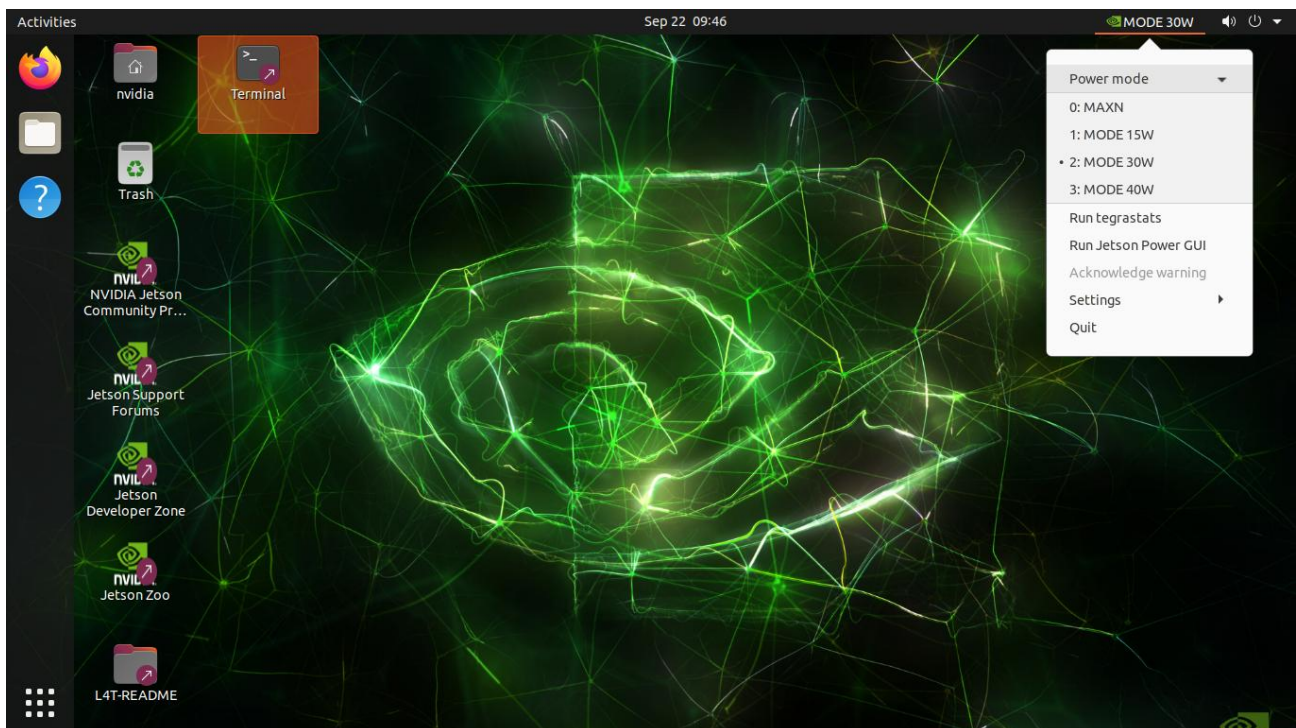 Activities
Sep 22 09:46
MODE 30W
nvidia
Terminal
Trash
NVIDIA Jetson
Community Pr...
Jetson Support
Forums
Jetson
Developer Zone
Jetson Zoo
L4T-README
Power mode
0: MAXN
1: MODE 15W
• 2: MODE 30W
3: MODE 40W
Run tegrastats
Run Jetson Power GUI
Acknowledge warning
Settings
Quit